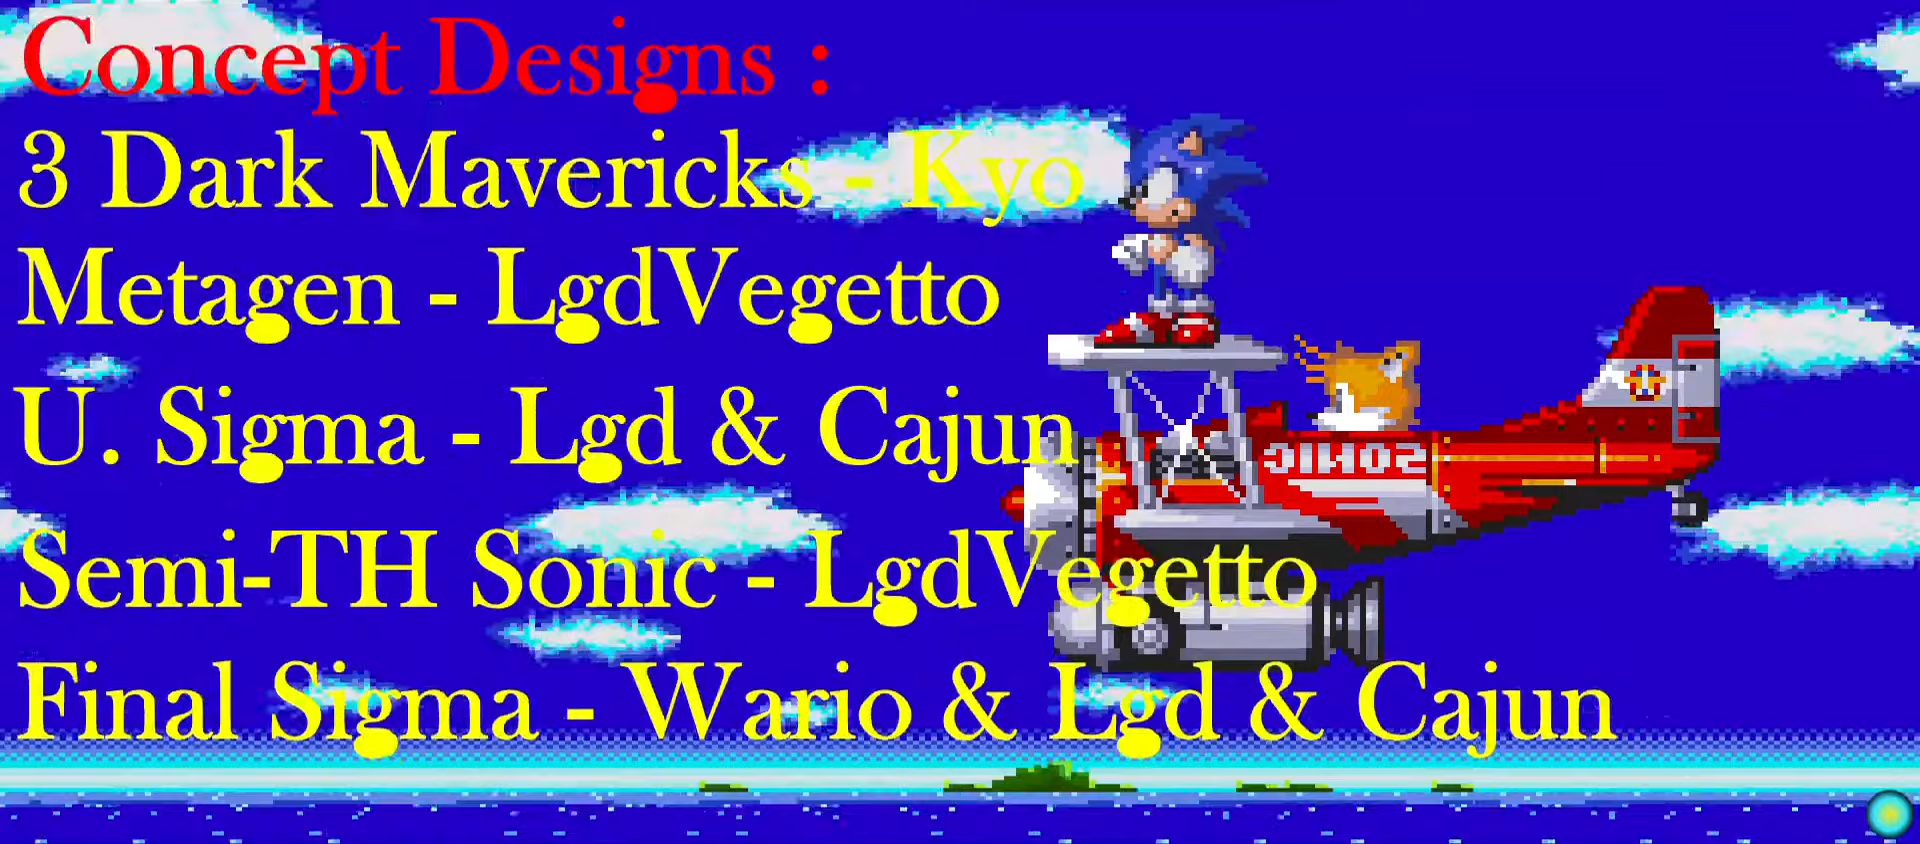 Concept Designs :
3 Dark Mavericks - Kyo
Metagen - LgdVegetto
U. Sigma - Lgd & Cajun
SONIC
Semi-TH Sonic - LgdVegetto
Final Sigma - Wario & Lgd & Cajun